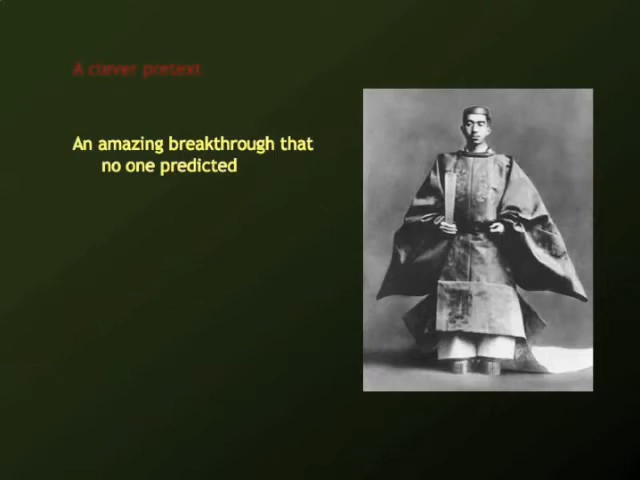 A clever pretext
An amazing breakthrough that
no one predicted